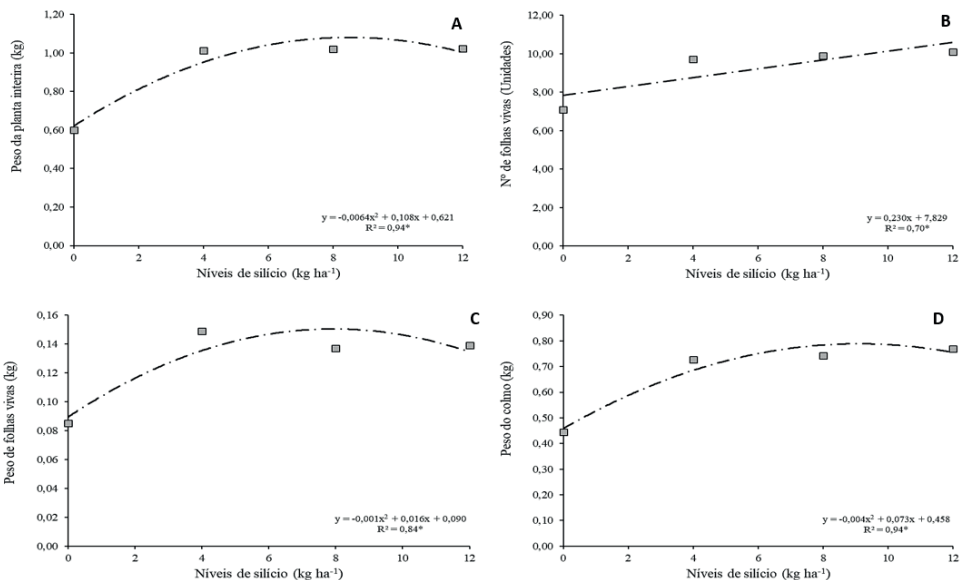 A
Peso da planta interira (kg)
1,20
1,00
0,80
0,60
0,40
0,20
0,00
y = -0,0064x² + 0,108x + 0,621
R² = 0,94*
0 2 4 6 8 10 12
Níveis de silício (kg ha⁻¹)
B
Nº de folhas vivas (Unidades)
12,00
14,00
12,00
10,00
8,00
6,00
4,00
2,00
0,00
y = 0,230x + 7,829
R² = 0,70*
0 2 4 6 8 10 12
Níveis de silício (kg ha⁻¹)
C
Peso de folhas vivas (kg)
0,16
0,14
0,12
0,10
0,08
0,06
0,04
0,02
0,00
y = -0,001x² + 0,016x + 0,090
R² = 0,84*
0 2 4 6 8 10 12
Níveis de silício (kg ha⁻¹)
D
Peso do colmo (kg)
0,90
0,80
0,70
0,60
0,50
0,40
0,30
0,20
0,10
0,00
y = -0,004x² + 0,073x + 0,458
R² = 0,94*
0 2 4 6 8 10 12
Níveis de silício (kg ha⁻¹)